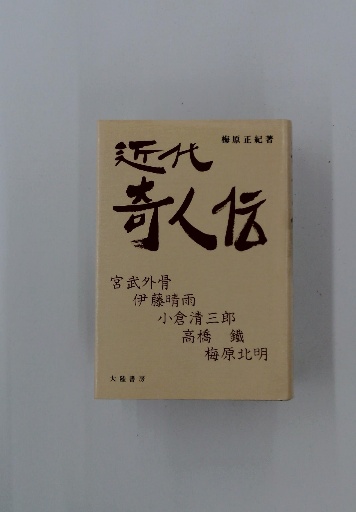 梅原正紀著
近代
奇人伝
宮武外骨
伊藤晴雨
小倉清三郎
高橋 鐵
梅原北明
大陸書房